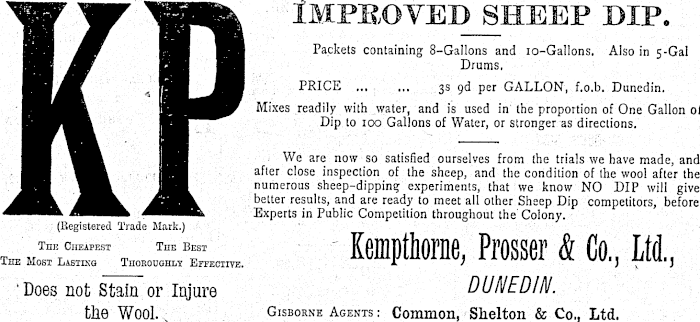 KP
(Registered Trade Mark.)
The Cheapest The Best
The Most Lasting Thoroughly Effective.
Does not Stain or Injure
the Wool.
IMPROVED SHEEP DIP.
Packets containing 8-Gallons and 10-Gallons. Also in 5-Gal
Drums.
PRICE ... ... 3s 9d per GALLON, f.o.b. Dunedin.
Mixes readily with water, and is used in the proportion of One Gallon of
Dip to 100 Gallons of Water, or stronger as directions.
We are now so satisfied ourselves from the trials we have made, and
after close inspection of the sheep, and the condition of the wool after the
numerous sheep-dipping experiments, that we know NO DIP will give
better results, and are ready to meet all other Sheep Dip competitors, before
Experts in Public Competition throughout the Colony.
Kempthorne, Prosser & Co., Ltd.,
DUNEDIN.
Gisborne Agents: Common, Shelton & Co., Ltd.